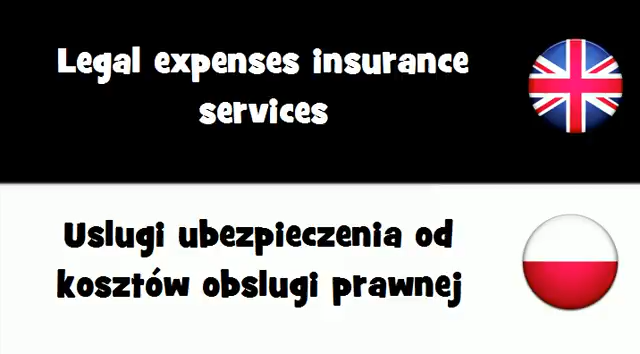 Legal expenses insurance
services
Uslugi ubezpieczenia od
kosztów obslugi prawnej